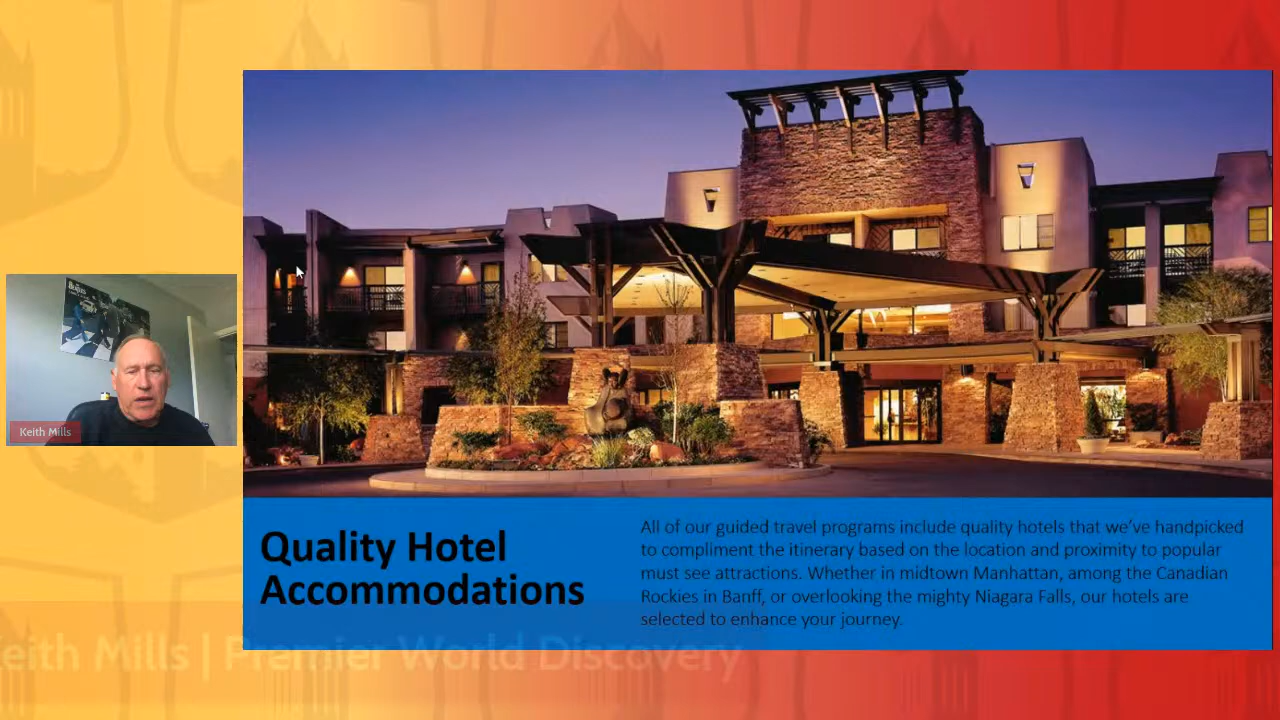 Quality Hotel
Accommodations
All of our guided travel programs include quality hotels that we've handpicked
to compliment the itinerary based on the location and proximity to popular
must see attractions. Whether in midtown Manhattan, among the Canadian
Rockies in Banff, or overlooking the mighty Niagara Falls, our hotels are
selected to enhance your journey.
Keith Mills
Keith Mills | Premier World Discovery